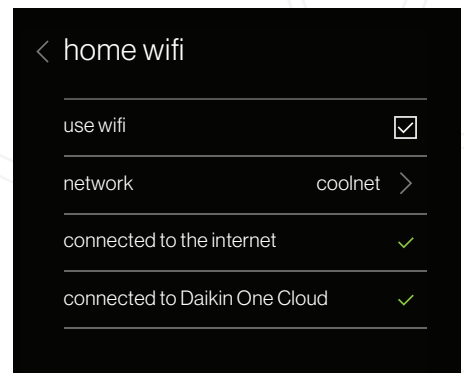 home wifi
use wifi
network coolnet
connected to the internet
connected to Daikin One Cloud